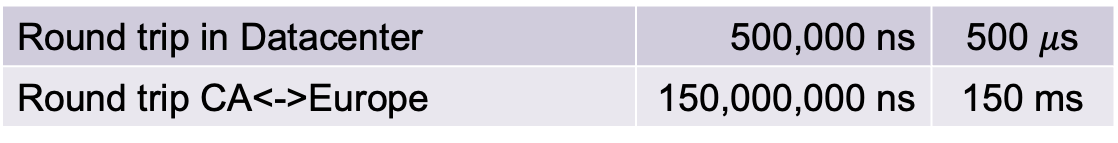 Round trip in Datacenter 500,000 ns 500 μs
Round trip CA<->Europe 150,000,000 ns 150 ms